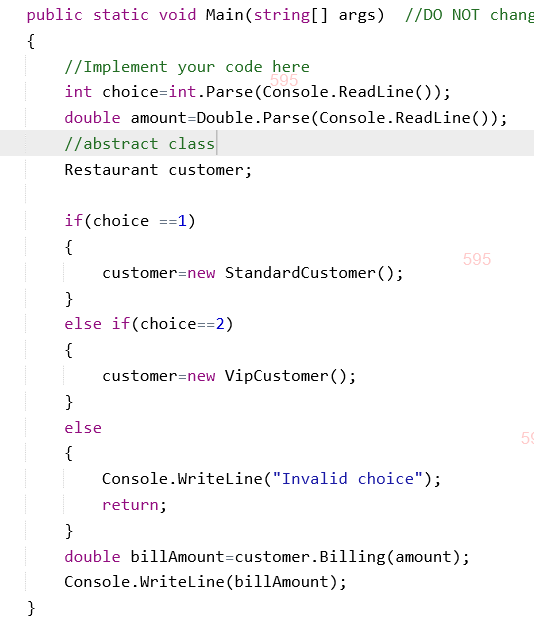 public static void Main(string[] args)  //DO NOT chang
{
    //Implement your code here
595
    int choice=int.Parse(Console.ReadLine());
    double amount=Double.Parse(Console.ReadLine());
    //abstract class
    Restaurant customer;
    if(choice ==1)
    {
595
        customer=new StandardCustomer();
    }
    else if(choice==2)
    {
        customer=new VipCustomer();
    }
    else
59
    {
        Console.WriteLine("Invalid choice");
        return;
    }
    double billAmount=customer.Billing(amount);
    Console.WriteLine(billAmount);
}